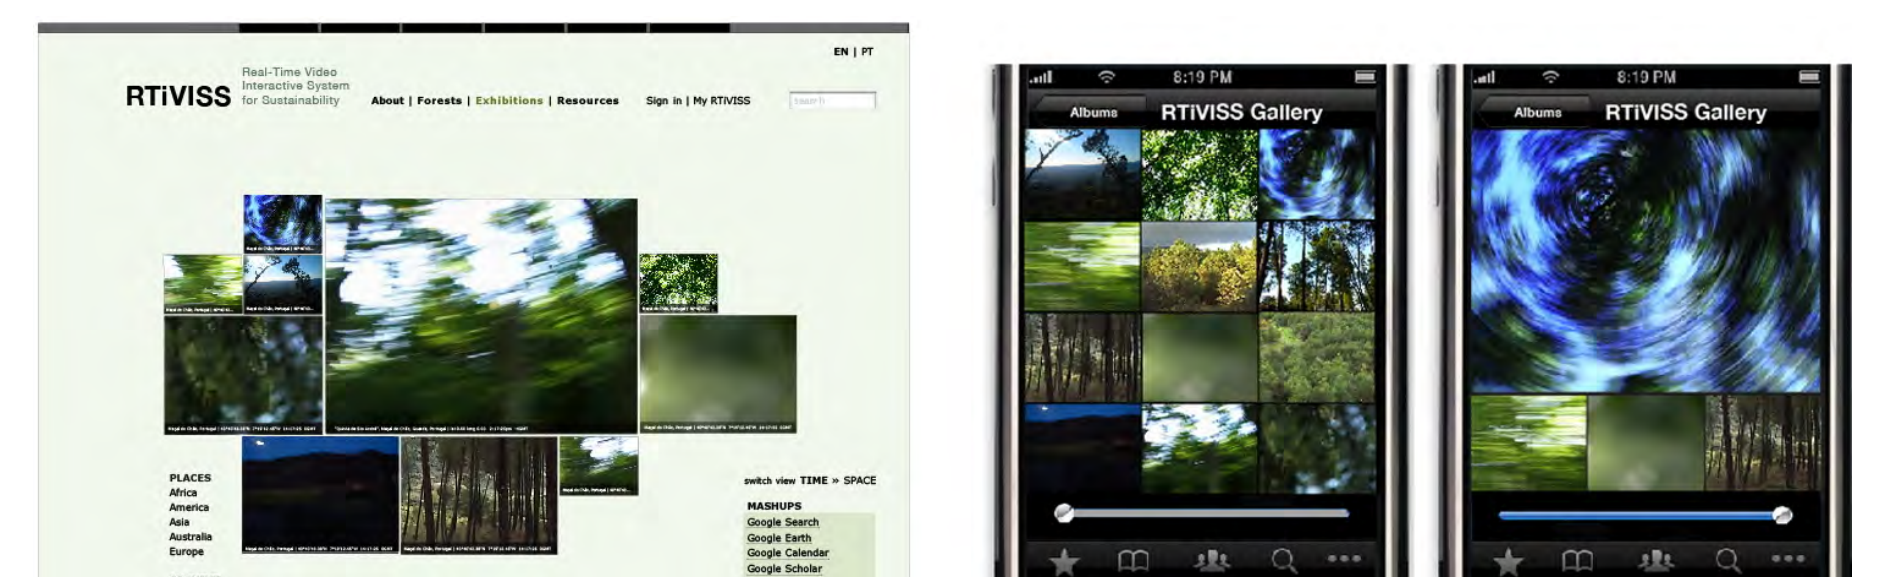 EN | PT
Real-Time Video
Interactive System
for Sustainability
RTiVISS
About | Forests | Exhibitions | Resources
Sign in | My RTiVISS
search
PLACES
Africa
America
Asia
Australia
Europe
switch view TIME » SPACE
MASHUPS
Google Search
Google Earth
Google Calendar
Google Scholar
8:19 PM
Albums
RTiVISS Gallery
8:19 PM
Albums
RTiVISS Gallery